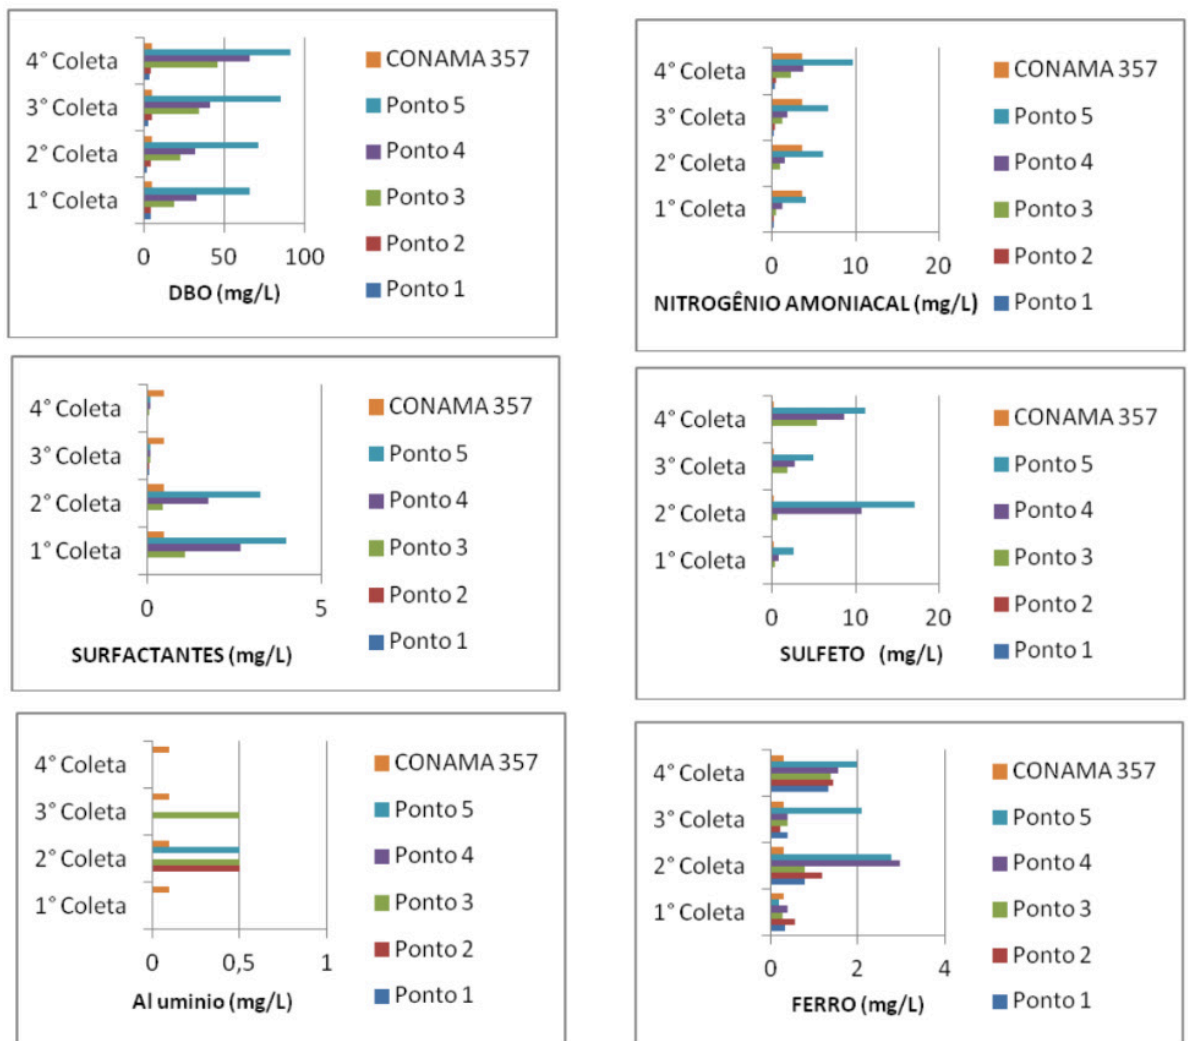 4° Coleta
3° Coleta
2° Coleta
1° Coleta
0 50 100
DBO (mg/L)
CONAMA 357
Ponto 5
Ponto 4
Ponto 3
Ponto 2
Ponto 1
4° Coleta
3° Coleta
2° Coleta
1° Coleta
0 10 20
NITROGÊNIO AMONIACAL (mg/L)
CONAMA 357
Ponto 5
Ponto 4
Ponto 3
Ponto 2
Ponto 1
4° Coleta
3° Coleta
2° Coleta
1° Coleta
0 5
SURFACTANTES (mg/L)
CONAMA 357
Ponto 5
Ponto 4
Ponto 3
Ponto 2
Ponto 1
4° Coleta
3° Coleta
2° Coleta
1° Coleta
0 10 20
SULFETO (mg/L)
CONAMA 357
Ponto 5
Ponto 4
Ponto 3
Ponto 2
Ponto 1
4° Coleta
3° Coleta
2° Coleta
1° Coleta
0 0,5 1
Al uminio (mg/L)
CONAMA 357
Ponto 5
Ponto 4
Ponto 3
Ponto 2
Ponto 1
4° Coleta
3° Coleta
2° Coleta
1° Coleta
0 2 4
FERRO (mg/L)
CONAMA 357
Ponto 5
Ponto 4
Ponto 3
Ponto 2
Ponto 1